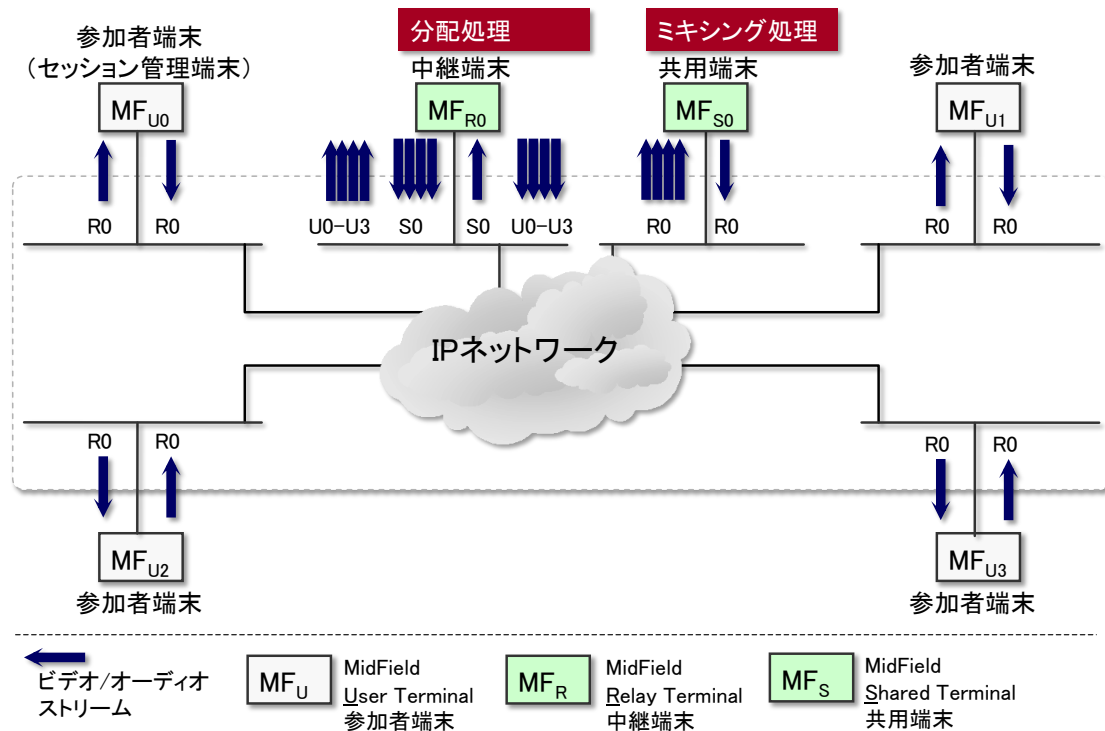 分配処理
ミキシング処理
参加者端末
(セッション管理端末)
中継端末
共用端末
参加者端末
MFU0
MFR0
MFS0
MFU1
R0 R0
U0-U3 S0 S0 U0-U3
R0 R0
R0 R0
IPネットワーク
R0 R0
R0 R0
MFU2
MFU3
参加者端末
参加者端末
ビデオ/オーディオ
ストリーム
MFU
MidField
User Terminal
参加者端末
MFR
MidField
Relay Terminal
中継端末
MFS
MidField
Shared Terminal
共用端末